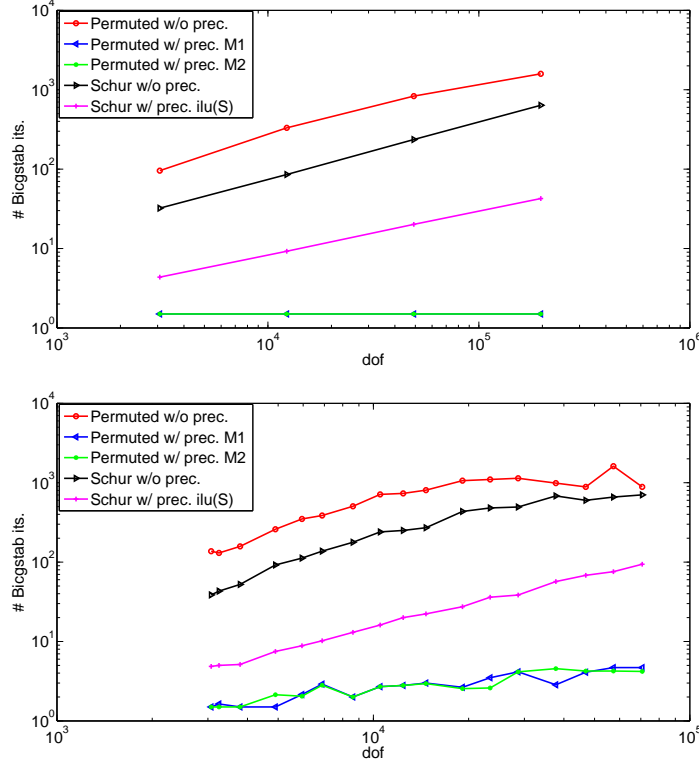 10^4
10^3
10^2
10^1
10^0
# Bicgstab its.
Permuted w/o prec.
Permuted w/ prec. M1
Permuted w/ prec. M2
Schur w/o prec.
Schur w/ prec. ilu(S)
10^3
10^4
10^5
10^6
dof
10^4
10^3
10^2
10^1
10^0
# Bicgstab its.
Permuted w/o prec.
Permuted w/ prec. M1
Permuted w/ prec. M2
Schur w/o prec.
Schur w/ prec. ilu(S)
10^3
10^4
10^5
dof